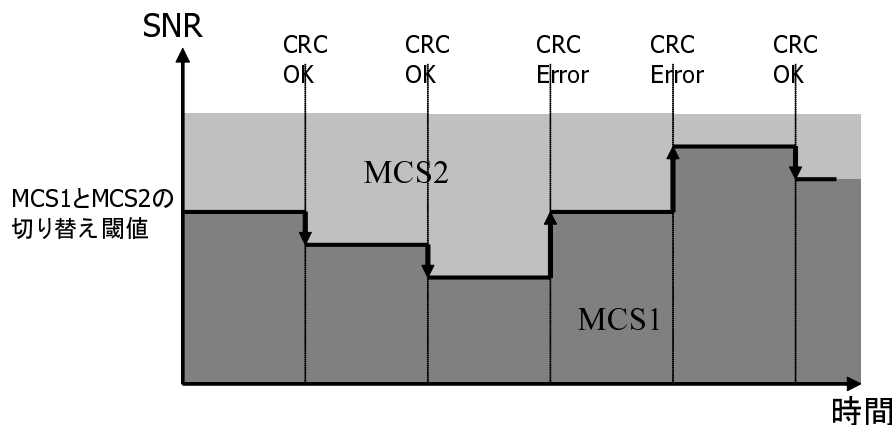 SNR
CRC
OK
CRC
OK
CRC
Error
CRC
Error
CRC
OK
MCS2
MCS1とMCS2の
切り替え閾値
MCS1
時間